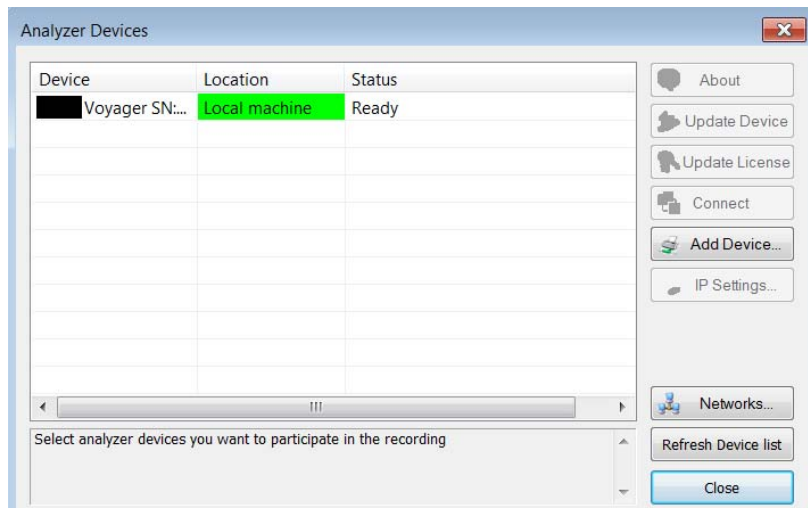 Analyzer Devices
Device Location Status
Voyager SN:... Local machine Ready
About
Update Device
Update License
Connect
Add Device...
IP Settings...
Networks...
Select analyzer devices you want to participate in the recording
Refresh Device list
Close